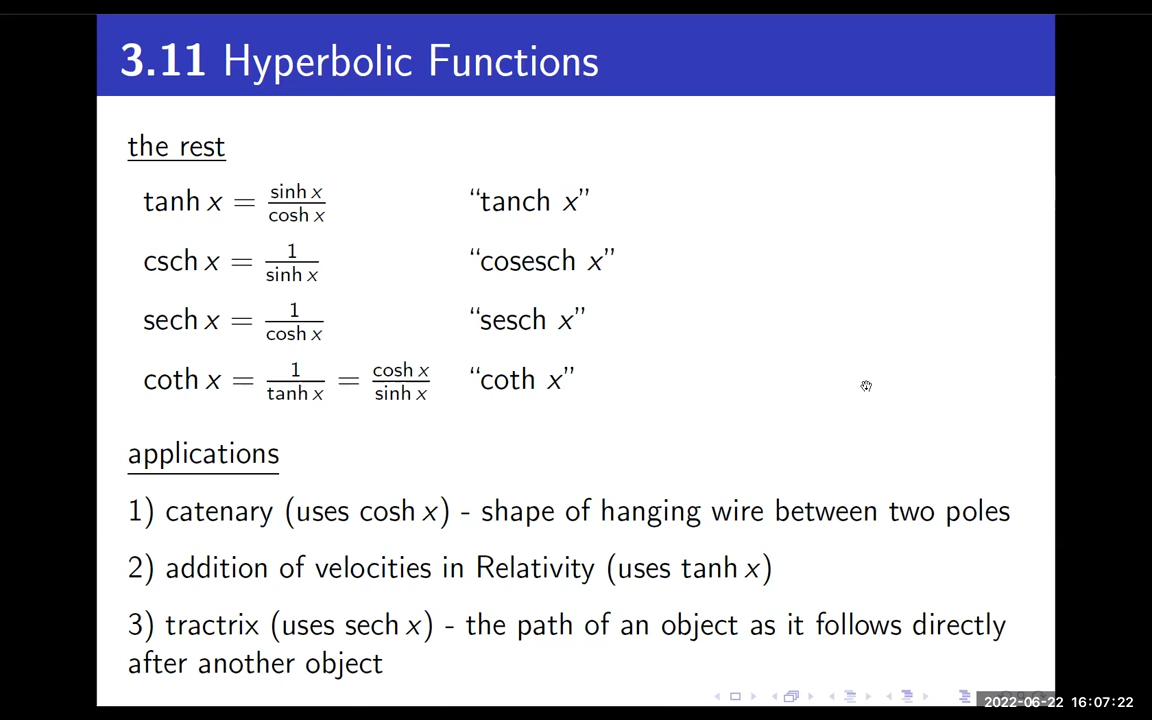 3.11 Hyperbolic Functions
the rest
tanh x = sinh x / cosh x “tanch x”
csch x = 1 / sinh x “cosesch x”
sech x = 1 / cosh x “sesch x”
coth x = 1 / tanh x = cosh x / sinh x “coth x”
applications
1) catenary (uses cosh x) - shape of hanging wire between two poles
2) addition of velocities in Relativity (uses tanh x)
3) tractrix (uses sech x) - the path of an object as it follows directly
after another object
2022-06-22 16:07:22